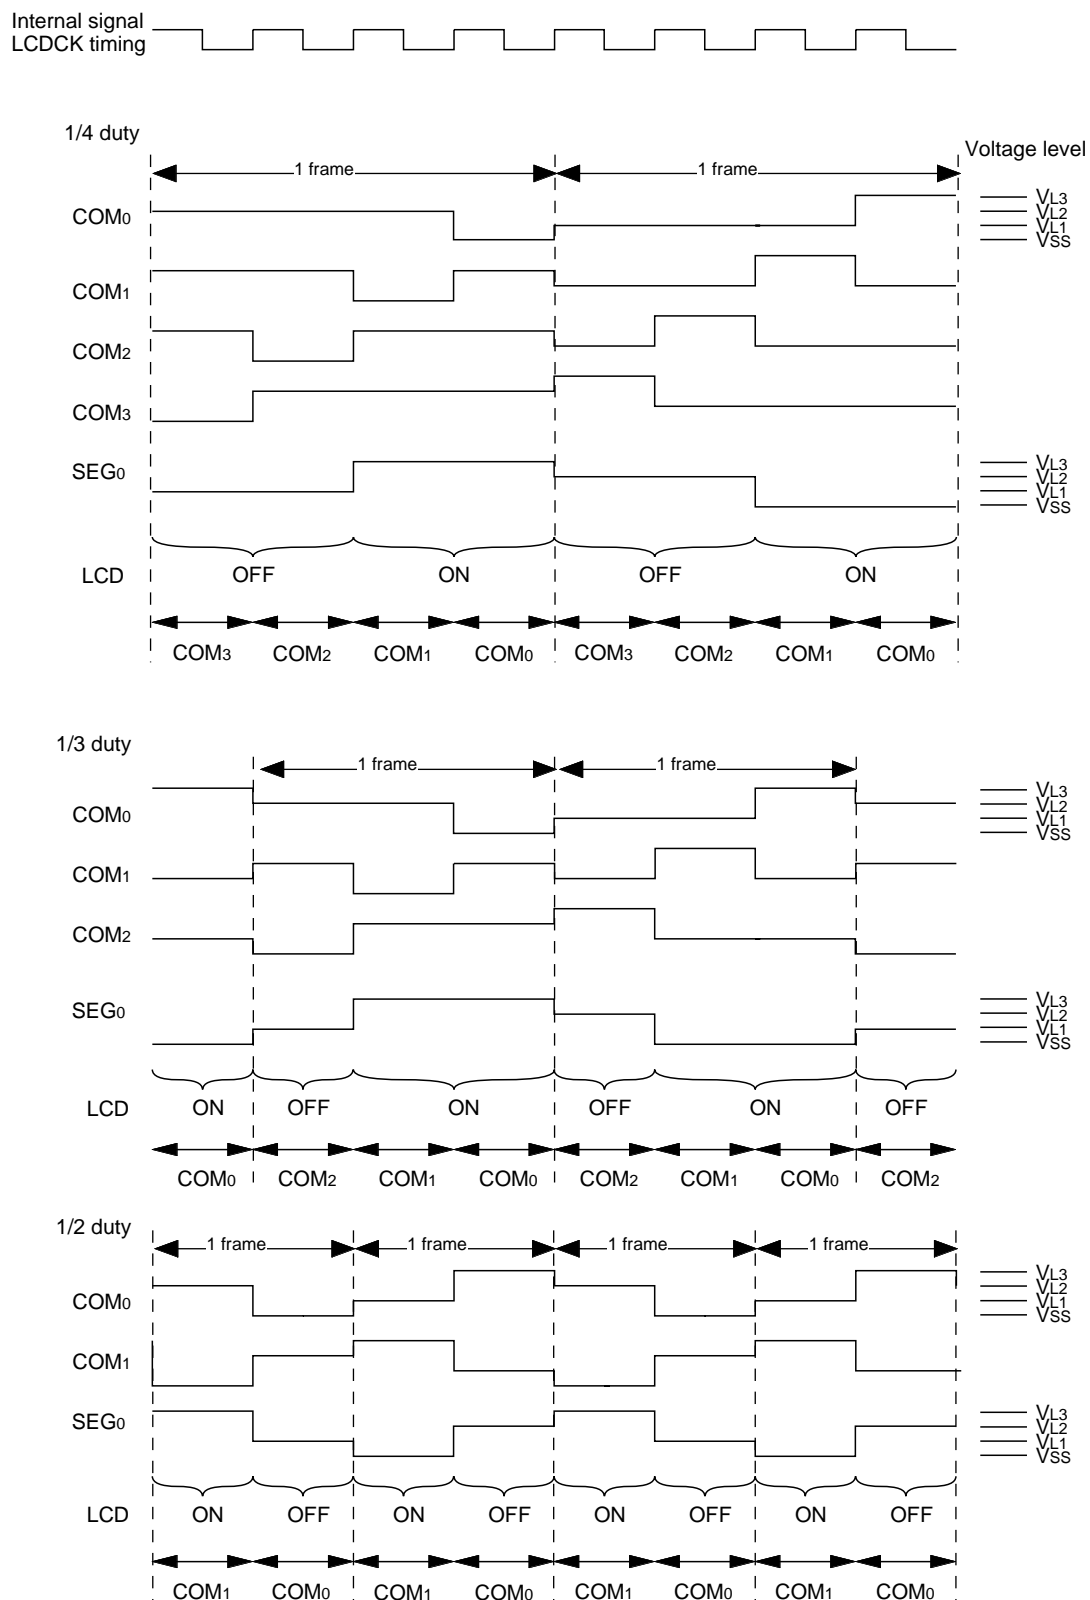 Internal signal
LCDCK timing
1/4 duty
Voltage level
1 frame 1 frame
COM0
VL3
VL2
VL1
VSS
COM1
COM2
COM3
SEG0
VL3
VL2
VL1
VSS
LCD OFF ON OFF ON
COM3 COM2 COM1 COM0 COM3 COM2 COM1 COM0
1/3 duty
1 frame 1 frame
COM0
VL3
VL2
VL1
VSS
COM1
COM2
SEG0
VL3
VL2
VL1
VSS
LCD ON OFF ON OFF ON OFF
COM0 COM2 COM1 COM0 COM2 COM1 COM0 COM2
1/2 duty
1 frame 1 frame 1 frame 1 frame
COM0
VL3
VL2
VL1
VSS
COM1
SEG0
VL3
VL2
VL1
VSS
LCD ON OFF ON OFF ON OFF ON OFF
COM1 COM0 COM1 COM0 COM1 COM0 COM1 COM0